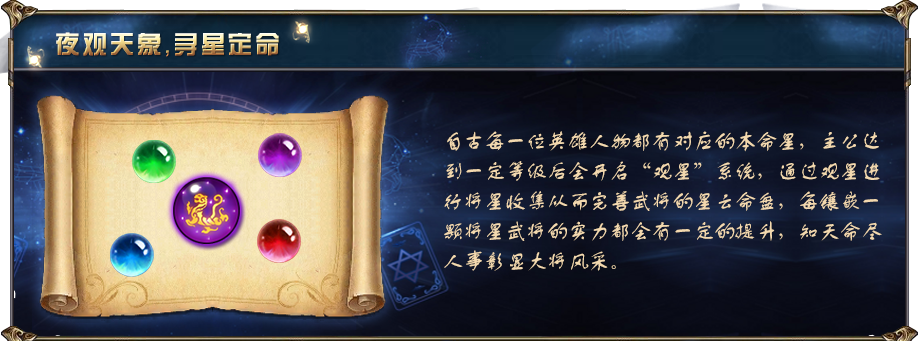 夜观天象,寻星定命
自古每一位英雄人物都有对应的本命星，主公达
到一定等级后会开启“观星”系统，通过观星进
行将星收集从而完善武将的星云命盘，每镶嵌一
颗将星武将的实力都会有一定的提升，知天命尽
人事彰显大将风采。